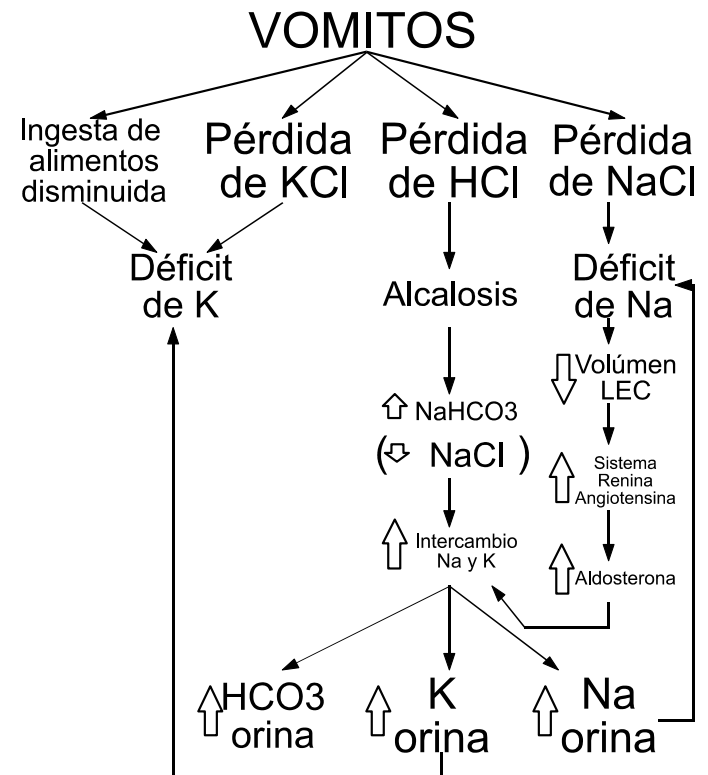 VOMITOS
Ingesta de
alimentos
disminuida
Pérdida
de KCl
Pérdida
de HCl
Pérdida
de NaCl
Déficit
de K
Alcalosis
Déficit
de Na
NaHCO3
( NaCl )
Volúmen
LEC
Sistema
Renina
Angiotensina
Intercambio
Na y K
Aldosterona
HCO3
orina
K
orina
Na
orina